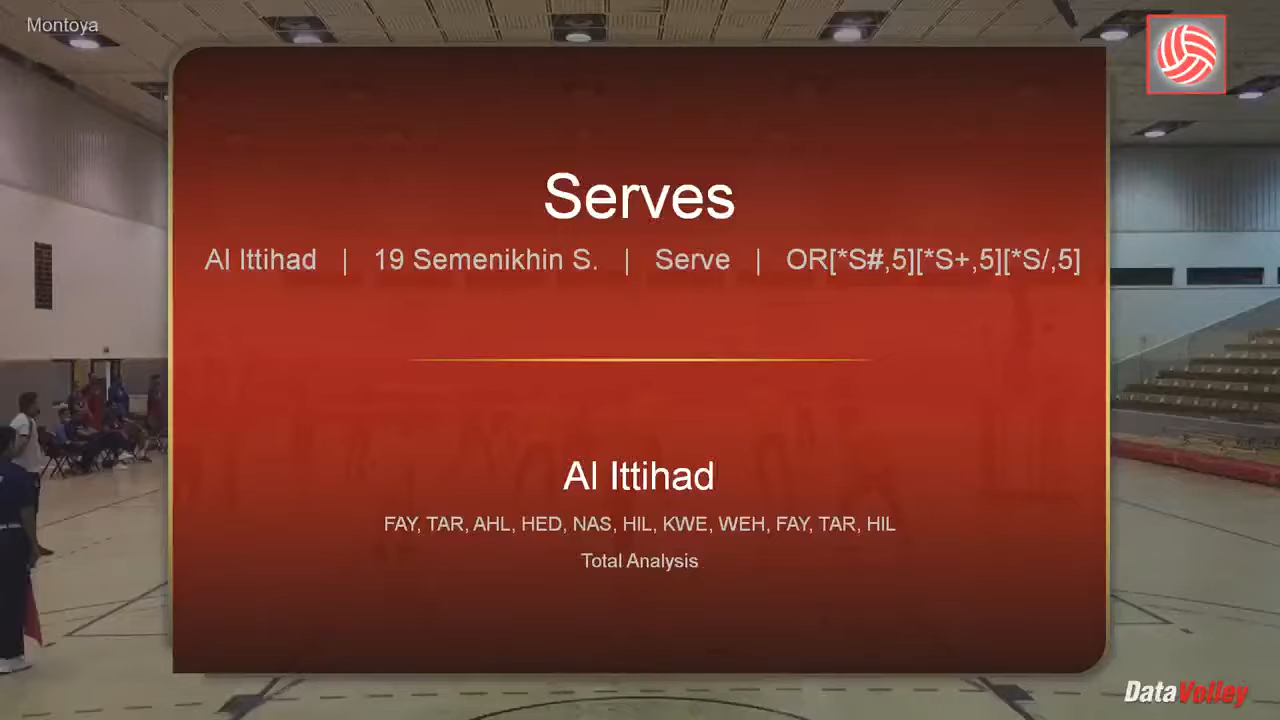 Montoya
Serves
Al Ittihad | 19 Semenikhin S. | Serve | OR[*S#,5][*S+,5][*S/,5]
Al Ittihad
FAY, TAR, AHL, HED, NAS, HIL, KWE, WEH, FAY, TAR, HIL
Total Analysis
DataVolley